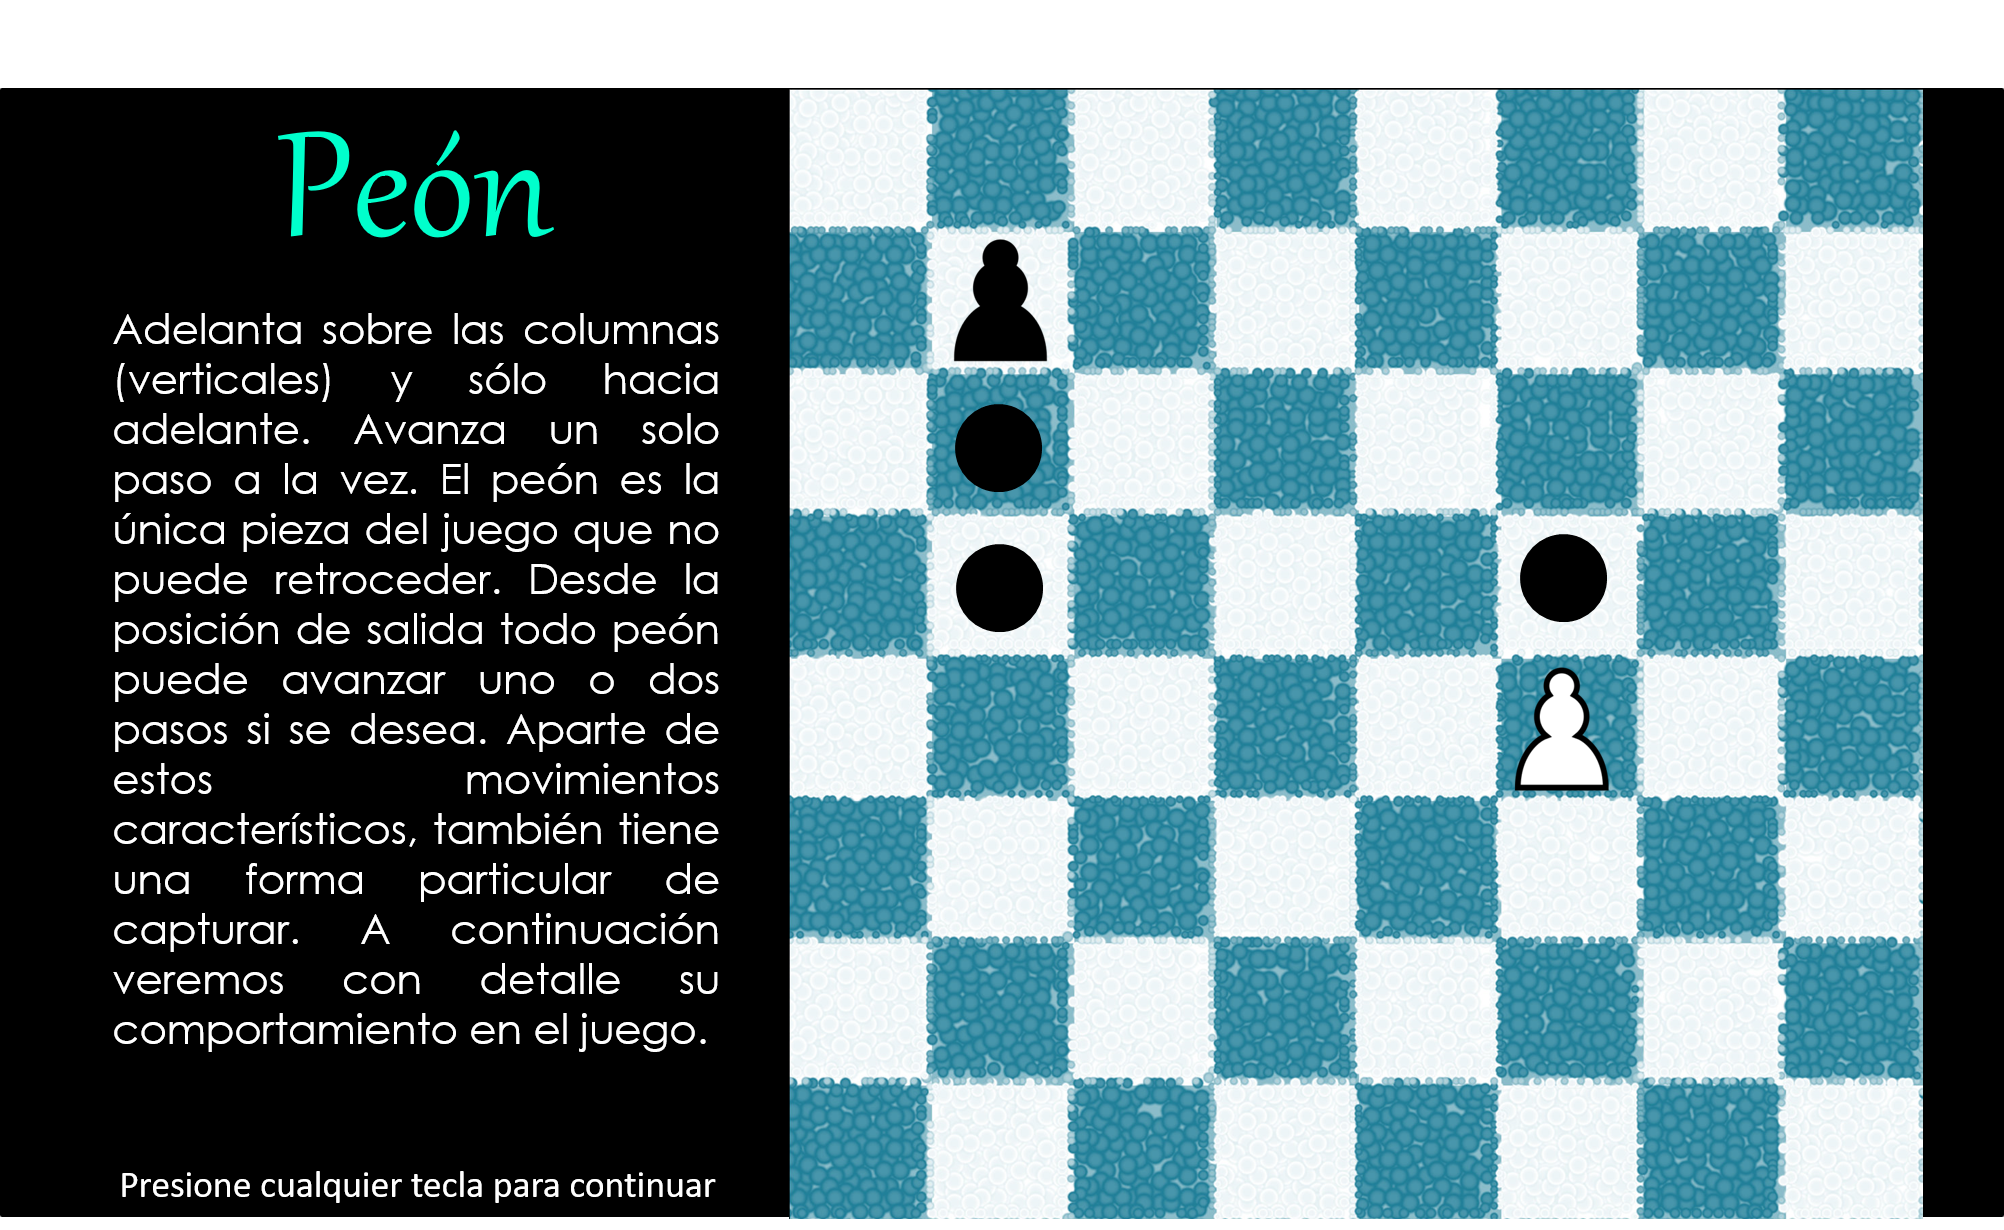 Peón
Adelanta sobre las columnas
(verticales) y sólo hacia
adelante. Avanza un solo
paso a la vez. El peón es la
única pieza del juego que no
puede retroceder. Desde la
posición de salida todo peón
puede avanzar uno o dos
pasos si se desea. Aparte de
estos movimientos
característicos, también tiene
una forma particular de
capturar. A continuación
veremos con detalle su
comportamiento en el juego.
Presione cualquier tecla para continuar